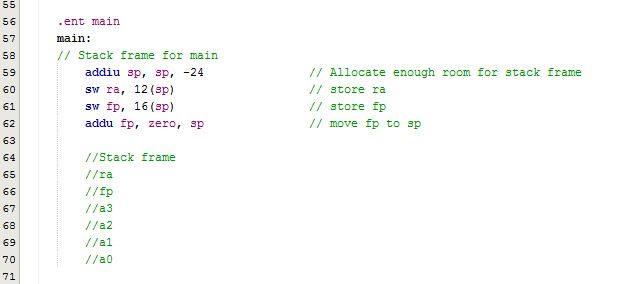 55
56 .ent main
57 main:
58 // Stack frame for main
59 addiu sp, sp, -24 // Allocate enough room for stack frame
60 sw ra, 12(sp) // store ra
61 sw fp, 16(sp) // store fp
62 addu fp, zero, sp // move fp to sp
63
64 //Stack frame
65 //ra
66 //fp
67 //a3
68 //a2
69 //a1
70 //a0
71